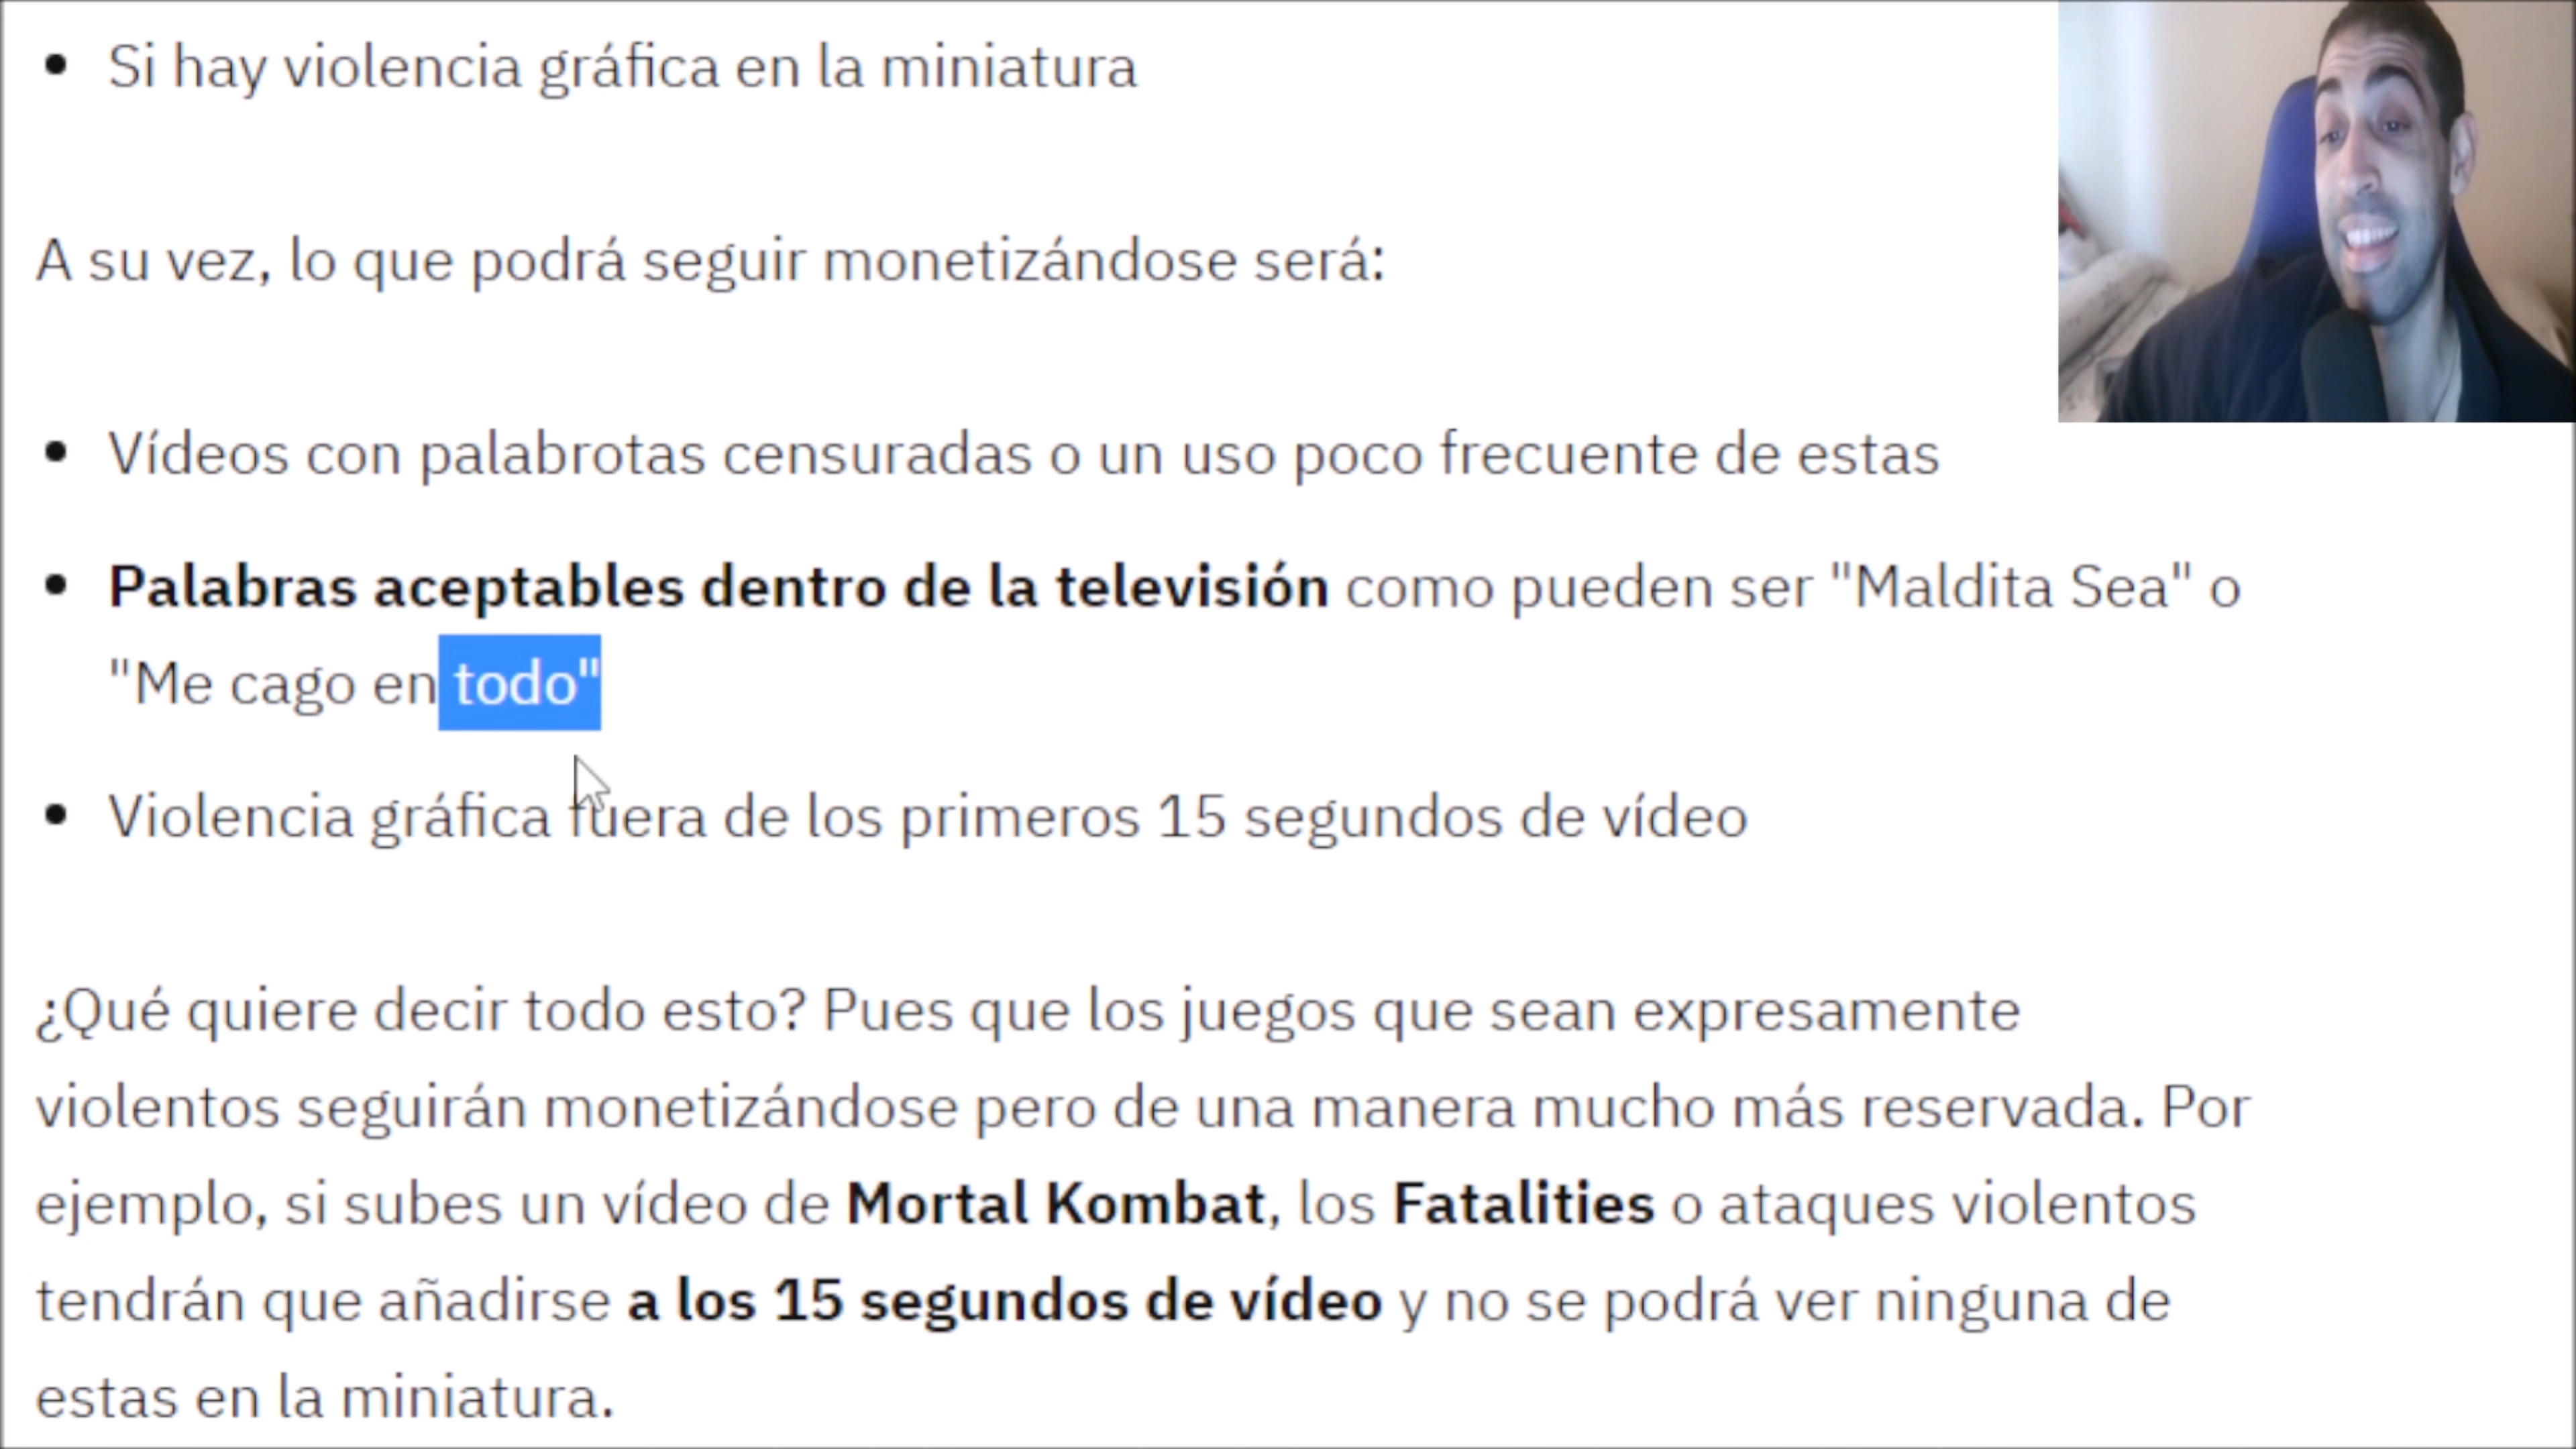 • Si hay violencia gráfica en la miniatura
A su vez, lo que podrá seguir monetizándose será:
• Vídeos con palabrotas censuradas o un uso poco frecuente de estas
• Palabras aceptables dentro de la televisión como pueden ser "Maldita Sea" o
"Me cago en todo"
• Violencia gráfica fuera de los primeros 15 segundos de vídeo
¿Qué quiere decir todo esto? Pues que los juegos que sean expresamente
violentos seguirán monetizándose pero de una manera mucho más reservada. Por
ejemplo, si subes un vídeo de Mortal Kombat, los Fatalities o ataques violentos
tendrán que añadirse a los 15 segundos de vídeo y no se podrá ver ninguna de
estas en la miniatura.